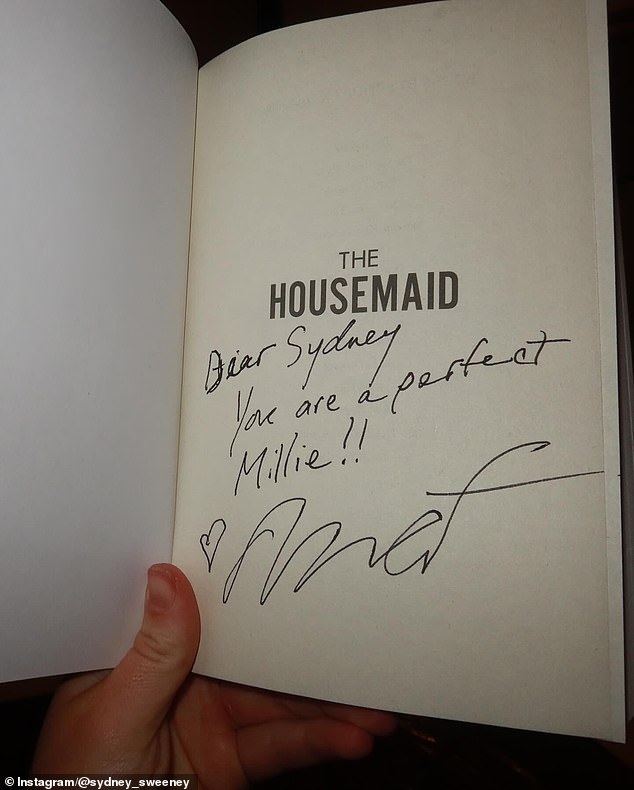 THE
HOUSEMAID
Dear Sydney
You are a perfect
Millie!!
© Instagram/@sydney_sweeney